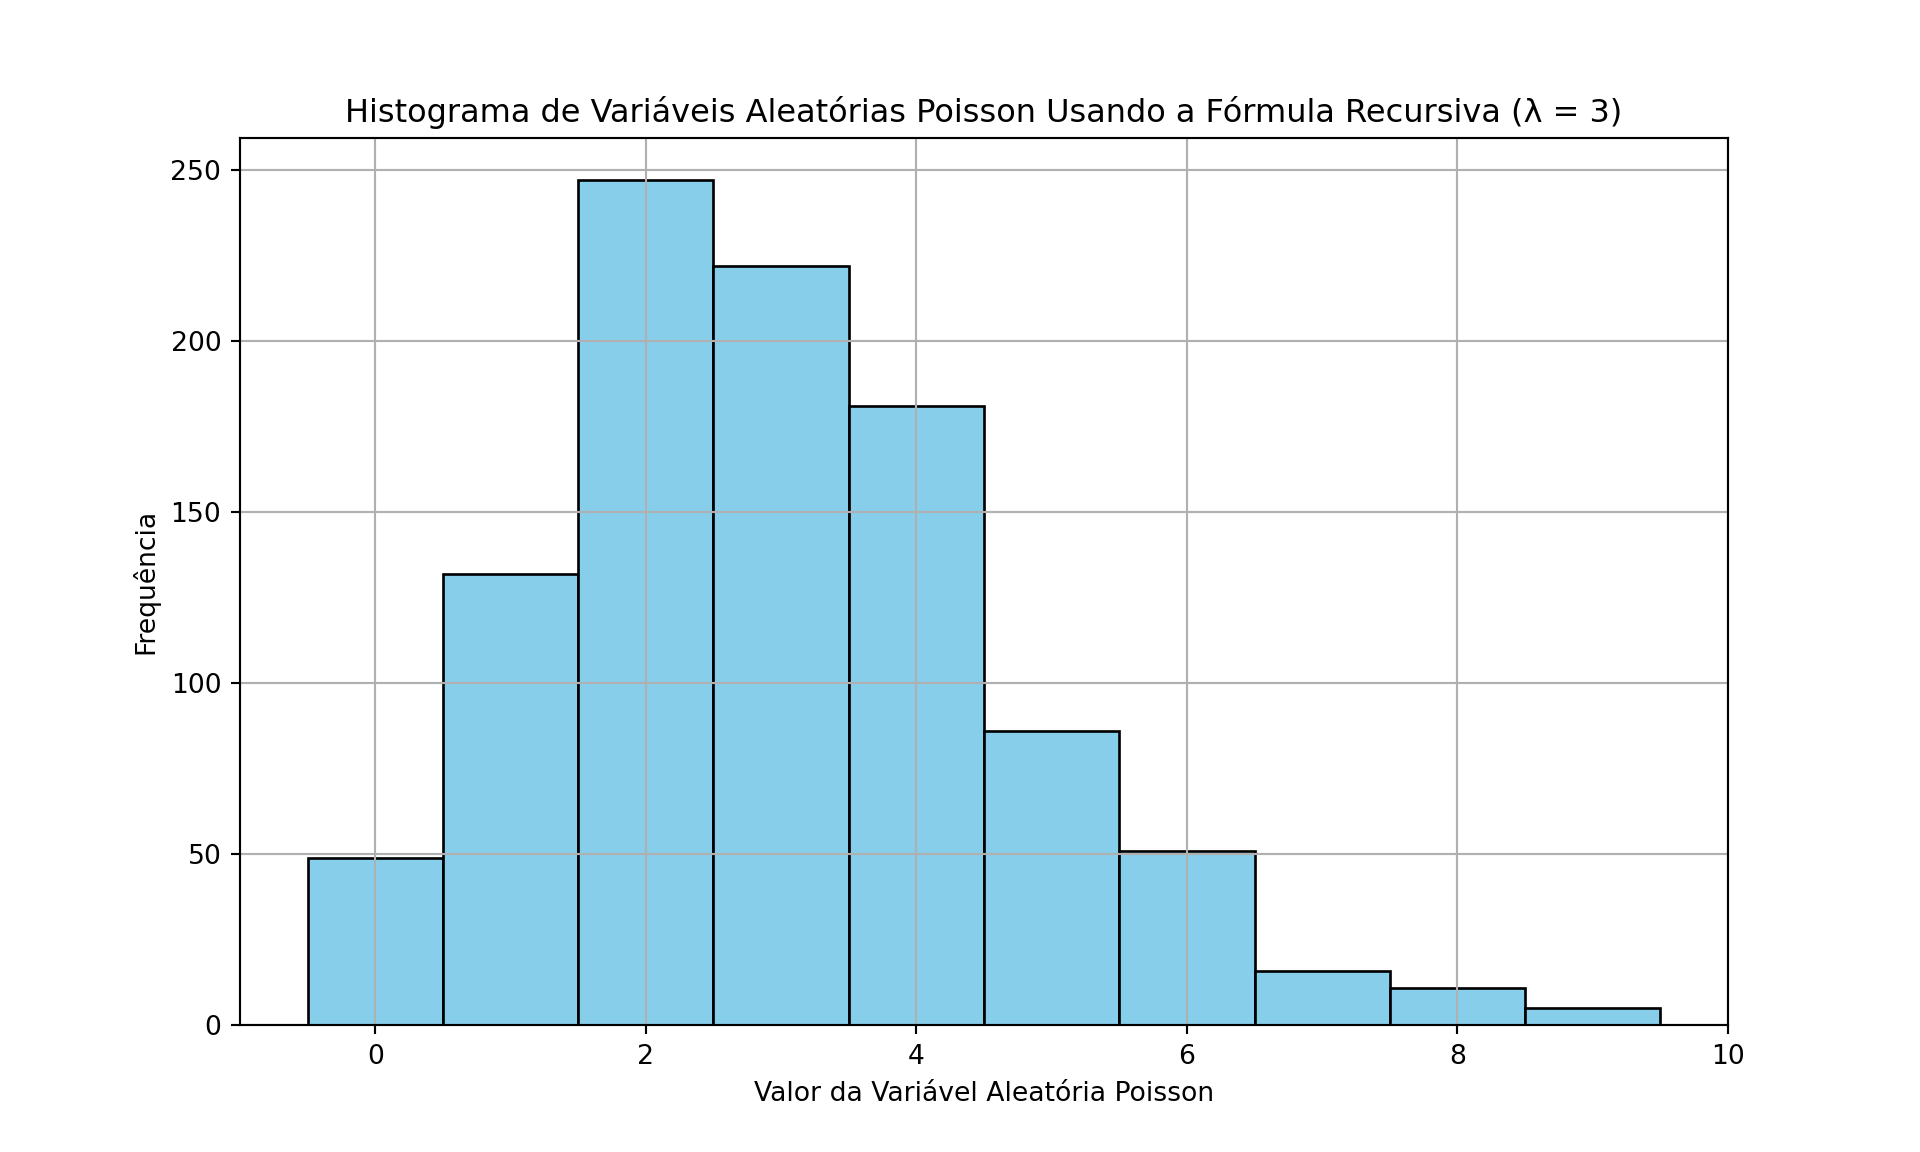 Histograma de Variáveis Aleatórias Poisson Usando a Fórmula Recursiva (λ = 3)
250
200
150
100
50
0
Frequência
0 2 4 6 8 10
Valor da Variável Aleatória Poisson